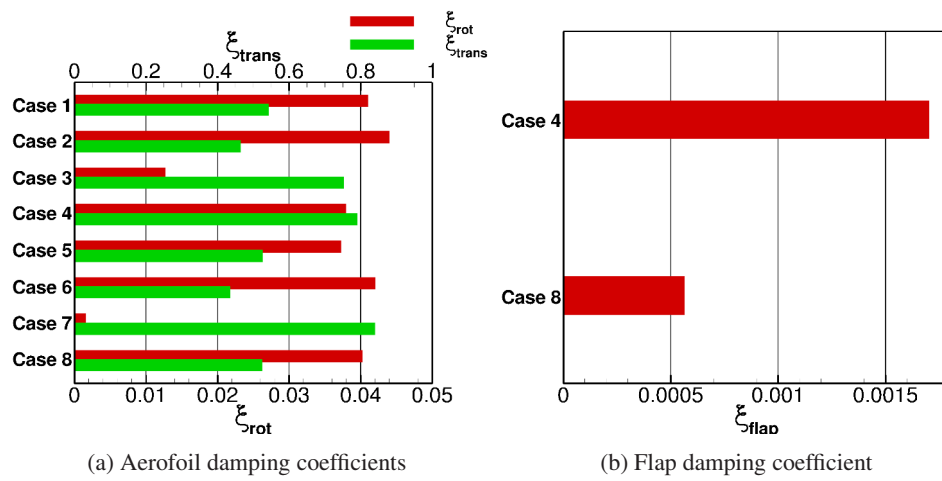 ξrot
ξtrans
ξtrans
0 0.2 0.4 0.6 0.8 1
Case 1
Case 2
Case 3
Case 4
Case 5
Case 6
Case 7
Case 8
0 0.01 0.02 0.03 0.04 0.05
ξrot
(a) Aerofoil damping coefficients
Case 4
Case 8
0 0.0005 0.001 0.0015
ξflap
(b) Flap damping coefficient